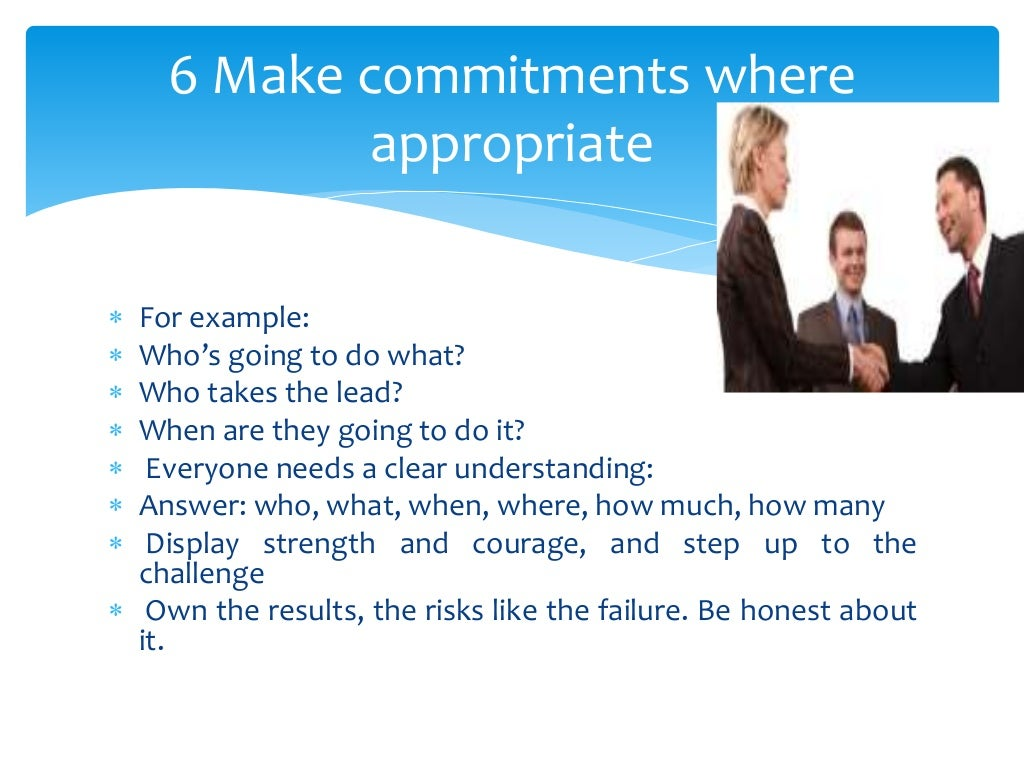 6 Make commitments where
appropriate
For example:
Who’s going to do what?
Who takes the lead?
When are they going to do it?
Everyone needs a clear understanding:
Answer: who, what, when, where, how much, how many
Display strength and courage, and step up to the
challenge
Own the results, the risks like the failure. Be honest about
it.